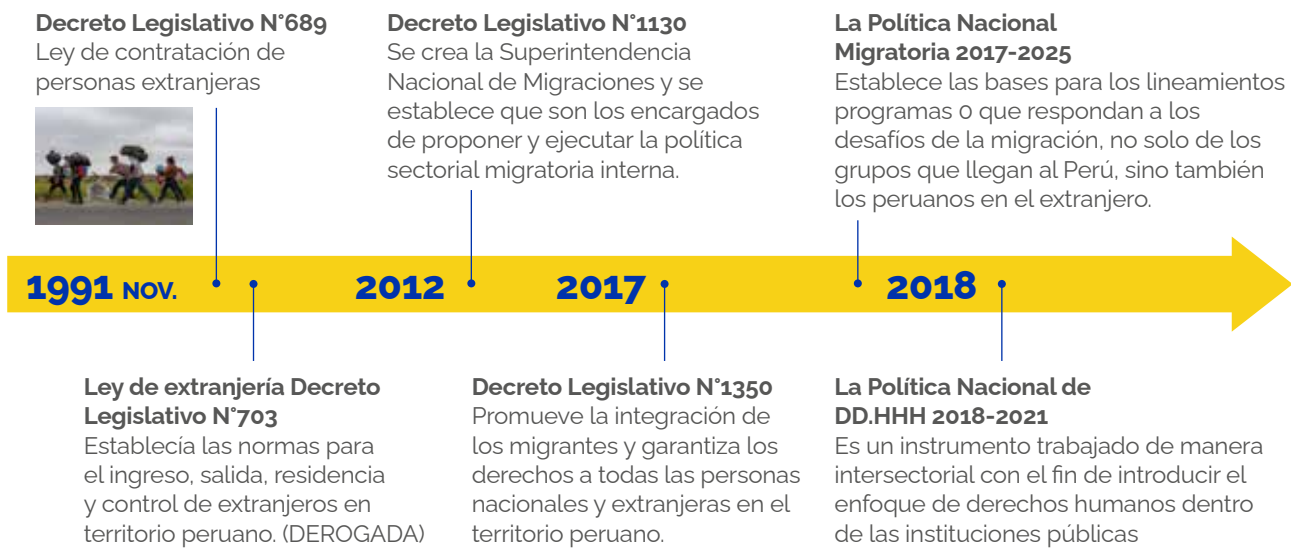 Decreto Legislativo N°689
Ley de contratación de
personas extranjeras
Decreto Legislativo N°1130
Se crea la Superintendencia
Nacional de Migraciones y se
establece que son los encargados
de proponer y ejecutar la política
sectorial migratoria interna.
La Política Nacional
Migratoria 2017-2025
Establece las bases para los lineamientos
programas 0 que respondan a los
desafíos de la migración, no solo de los
grupos que llegan al Perú, sino también
los peruanos en el extranjero.
1991 NOV.
2012
2017
2018
Ley de extranjería Decreto
Legislativo N°703
Establecía las normas para
el ingreso, salida, residencia
y control de extranjeros en
territorio peruano. (DEROGADA)
Decreto Legislativo N°1350
Promueve la integración de
los migrantes y garantiza los
derechos a todas las personas
nacionales y extranjeras en el
territorio peruano.
La Política Nacional de
DD.HHH 2018-2021
Es un instrumento trabajado de manera
intersectorial con el fin de introducir el
enfoque de derechos humanos dentro
de las instituciones públicas